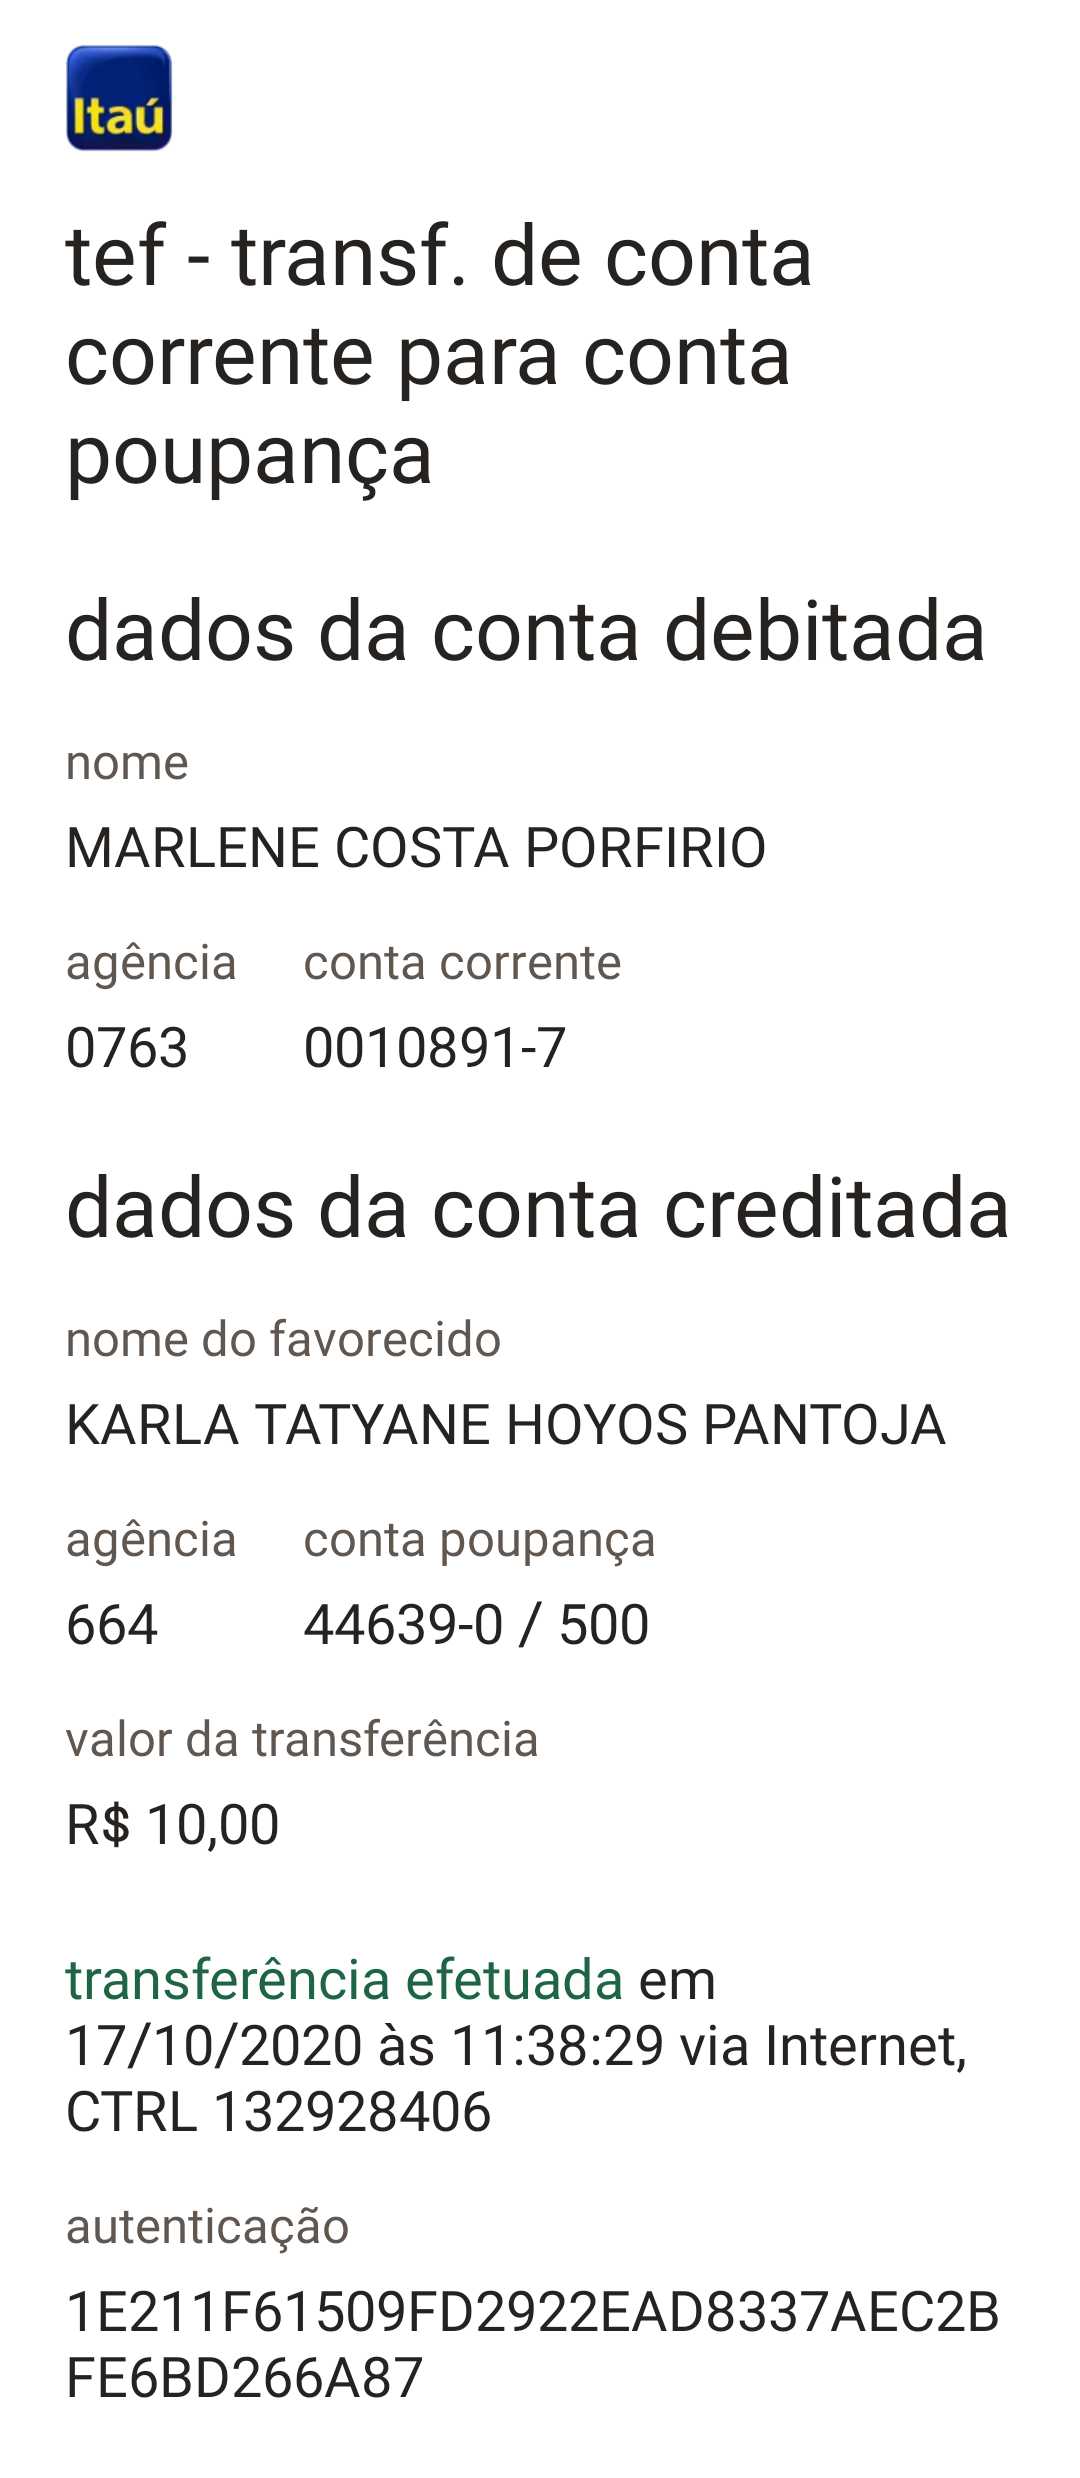 Itaú
tef - transf. de conta
corrente para conta
poupança
dados da conta debitada
nome
MARLENE COSTA PORFIRIO
agência conta corrente
0763 0010891-7
dados da conta creditada
nome do favorecido
KARLA TATYANE HOYOS PANTOJA
agência conta poupança
664 44639-0 / 500
valor da transferência
R$ 10,00
transferência efetuada em
17/10/2020 às 11:38:29 via Internet,
CTRL 132928406
autenticação
1E211F61509FD2922EAD8337AEC2B
FE6BD266A87